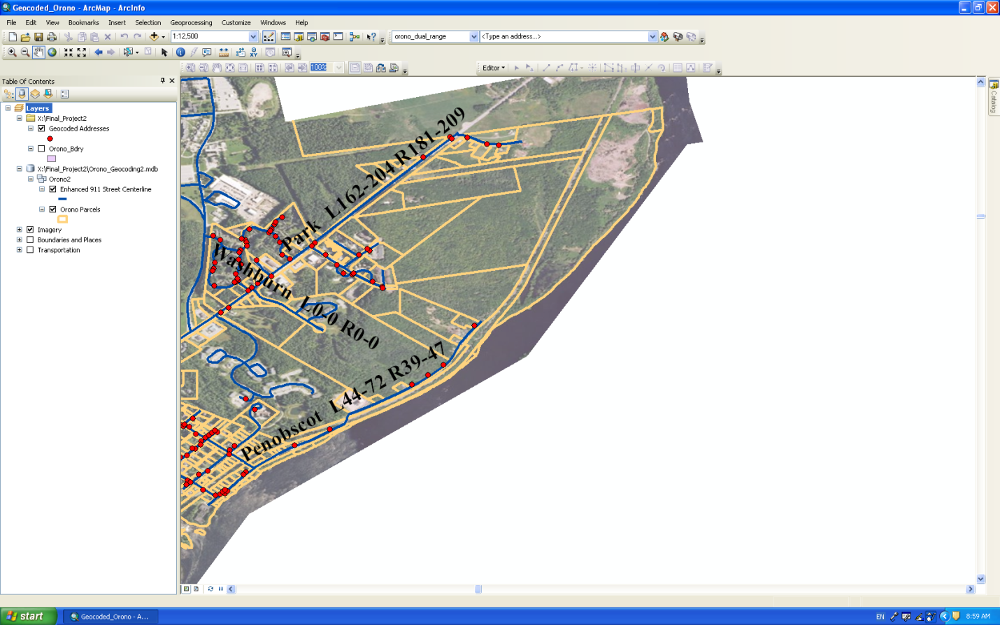 Geocoded_Orono - ArcMap - ArcInfo
File Edit View Bookmarks Insert Selection Geoprocessing Customize Windows Help
1:12,500
orono_dual_range
<Type an address...>
100%
Editor
Table Of Contents
Layers
X:\Final_Project2
Geocoded Addresses
Orono_Bdry
X:\Final_Project2\Orono_Geocoding2.mdb
Orono2
Enhanced 911 Street Centerline
Orono Parcels
Imagery
Boundaries and Places
Transportation
Park L162-204 R181-209
Washburn L0-0 R0-0
Penobscot L44-72 R39-47
Catalog
start
Geocoded_Orono - A...
EN
8:59 AM